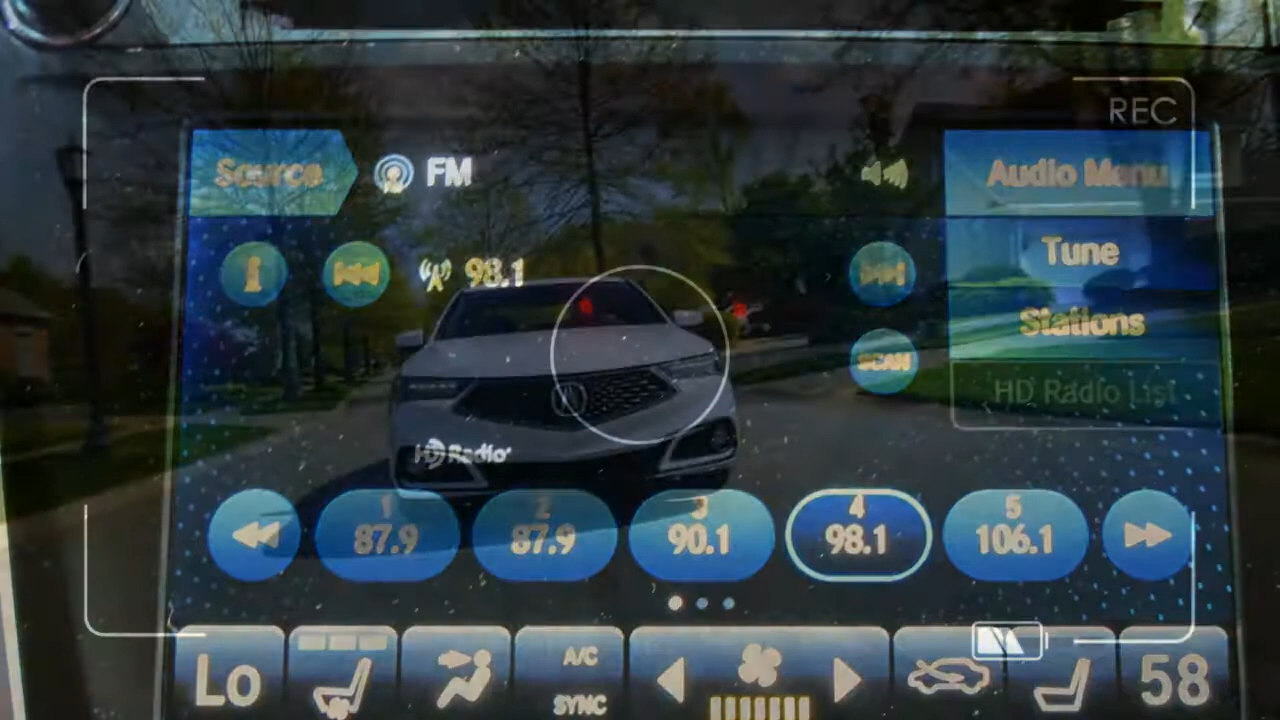 REC
Source FM Audio Menu
98.1 Tune
Stations
SCAN
HD Radio List
HD Radio
1 2 3 4 5
87.9 87.9 90.1 98.1 106.1
Lo A/C SYNC 58